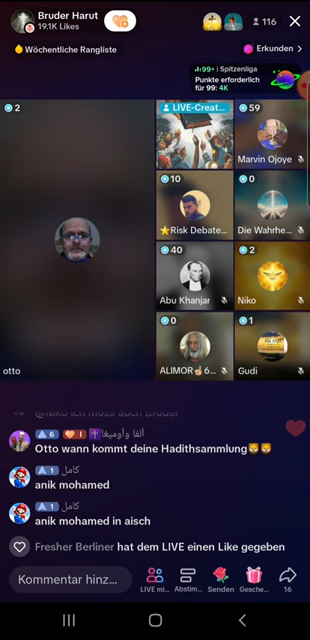 Bruder Harut
19.1K Likes
116
Wöchentliche Rangliste
Erkunden >
99+ | Spitzenliga
Punkte erforderlich
für 99: 4K
2
LIVE-Creat...
59
Marvin Ojoye
10
Risk Debate...
0
Die Wahrhe...
40
Abu Khanjar
2
Niko
0
ALIMOR☝6...
1
Gudi
otto
@Niko ich moss auch Bruder
6
I
ألفا وأوميغا
Otto wann kommt deine Hadithsammlung🦁🦁
1 كامل
anik mohamed
1 كامل
anik mohamed in aisch
Fresher Berliner hat dem LIVE einen Like gegeben
Kommentar hinz...
LIVE mi...
Abstim...
Senden
Gesche...
16